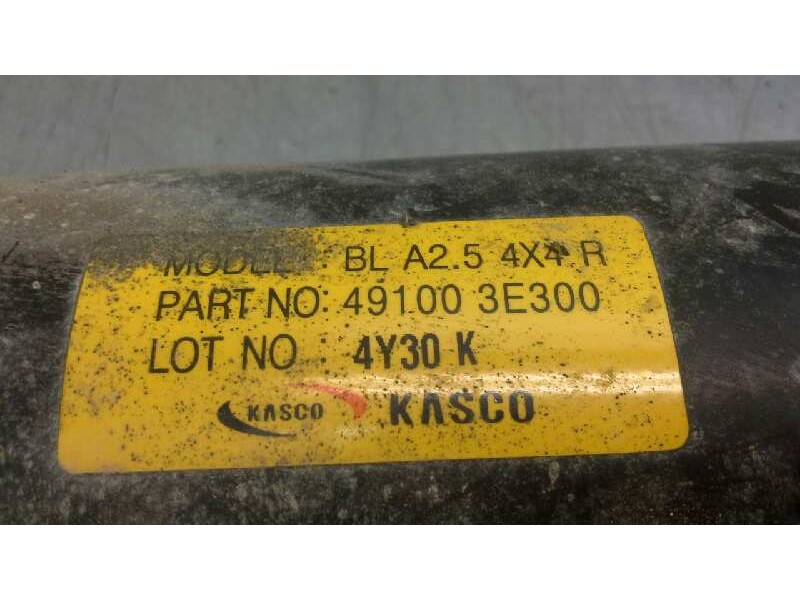 MODEL : BL A2.5 4X4 R
PART NO: 49100 3E300
LOT NO : 4Y30 K
KASCO KASCO